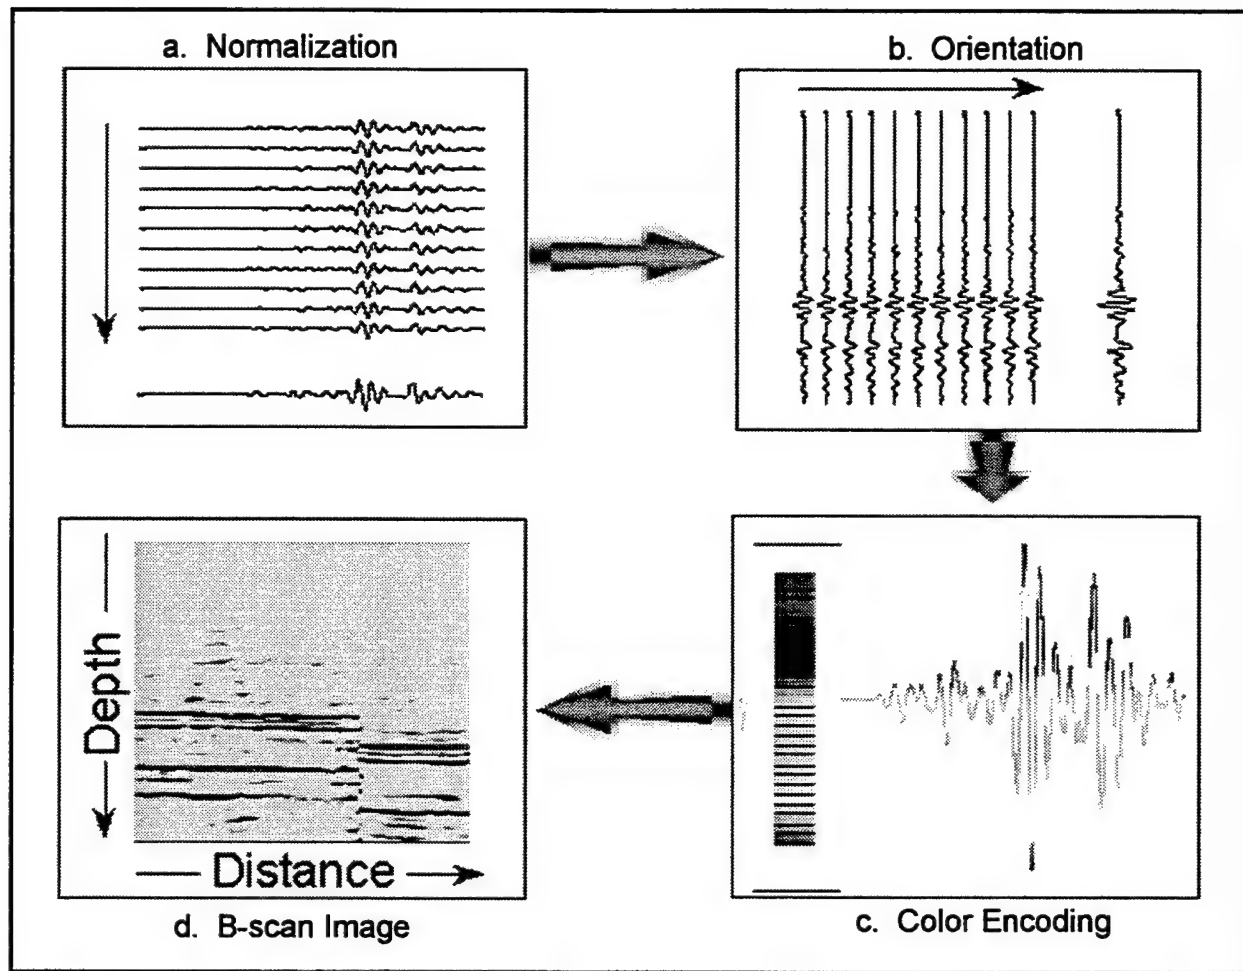 a. Normalization
b. Orientation
Depth
Distance
d. B-scan Image
c. Color Encoding